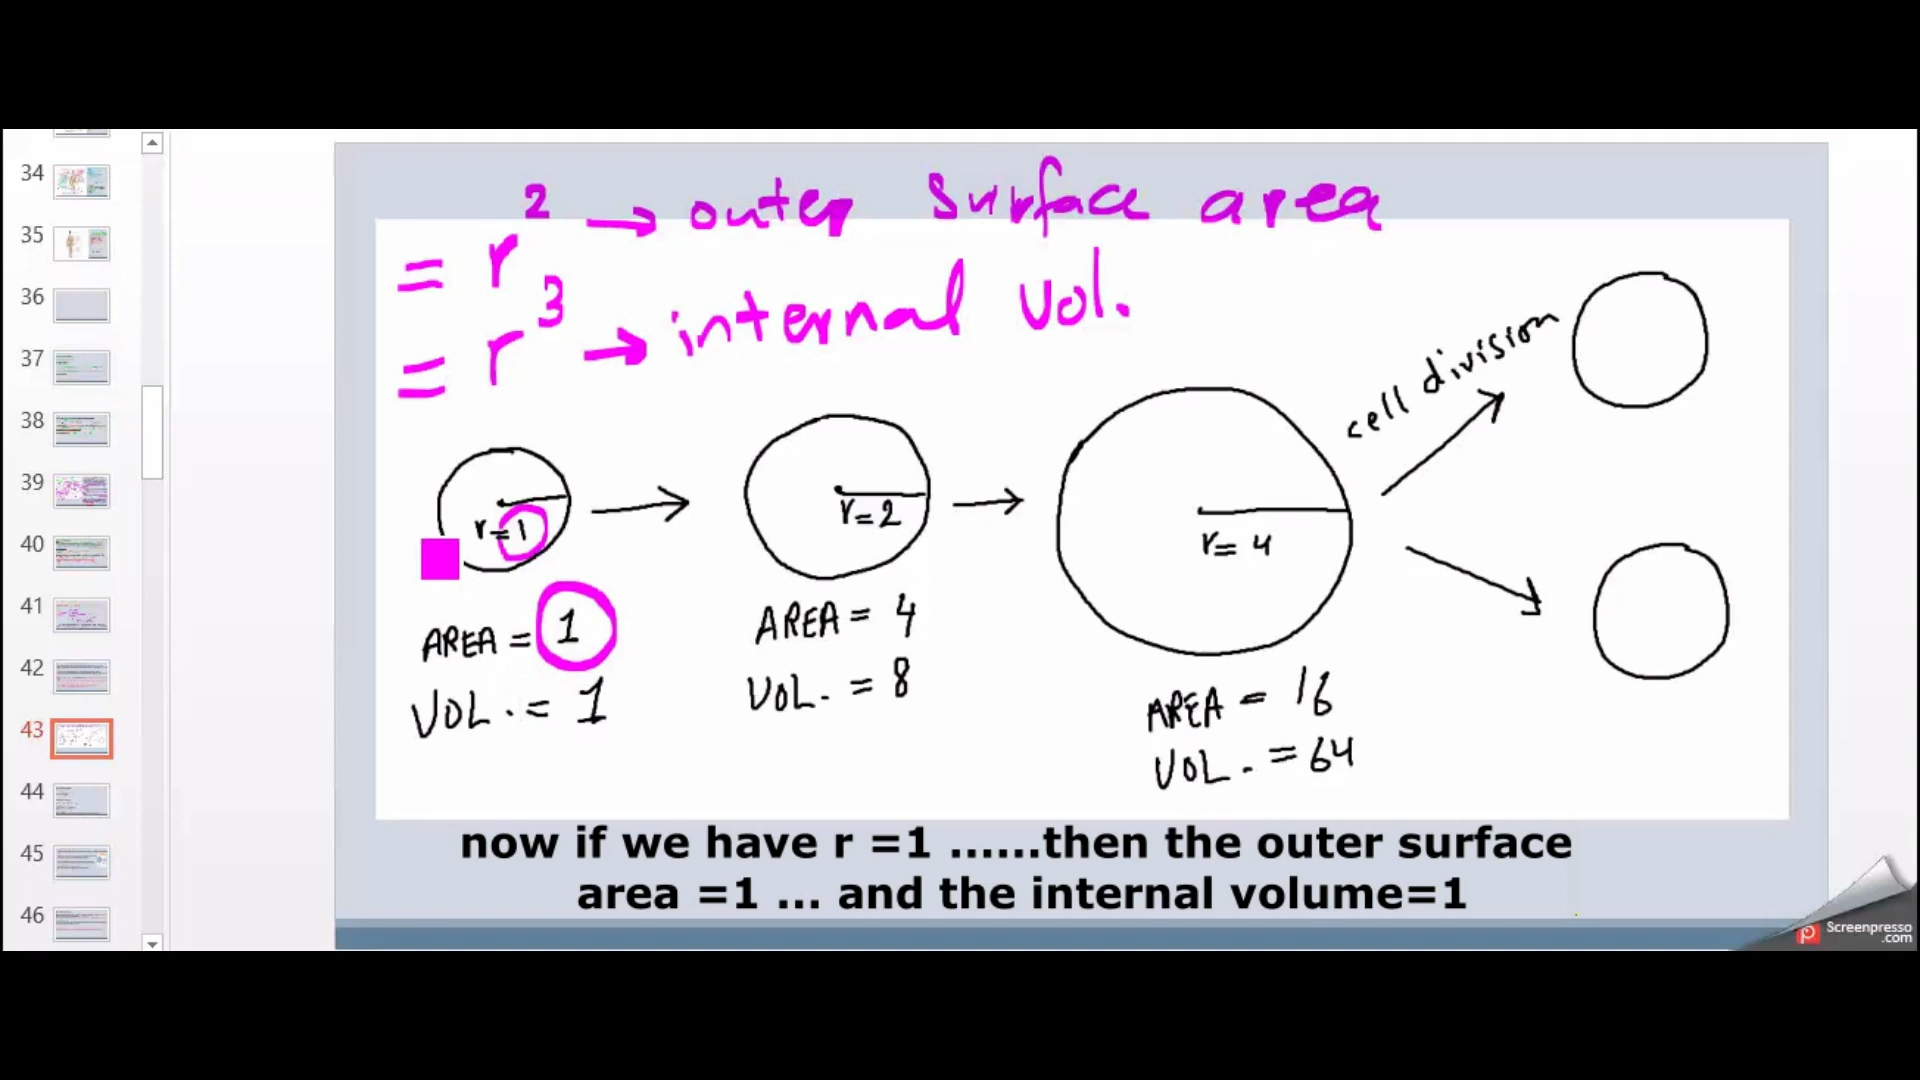 34
35
36
37
38
39
40
41
42
43
44
45
46
= r² → outer surface area
= r³ → internal vol.
cell division
r=1
r=2
r= 4
AREA = 1
VOL. = 1
AREA = 4
VOL. = 8
AREA = 16
VOL. = 64
now if we have r =1 ......then the outer surface
area =1 ... and the internal volume=1
Screenpresso
.com